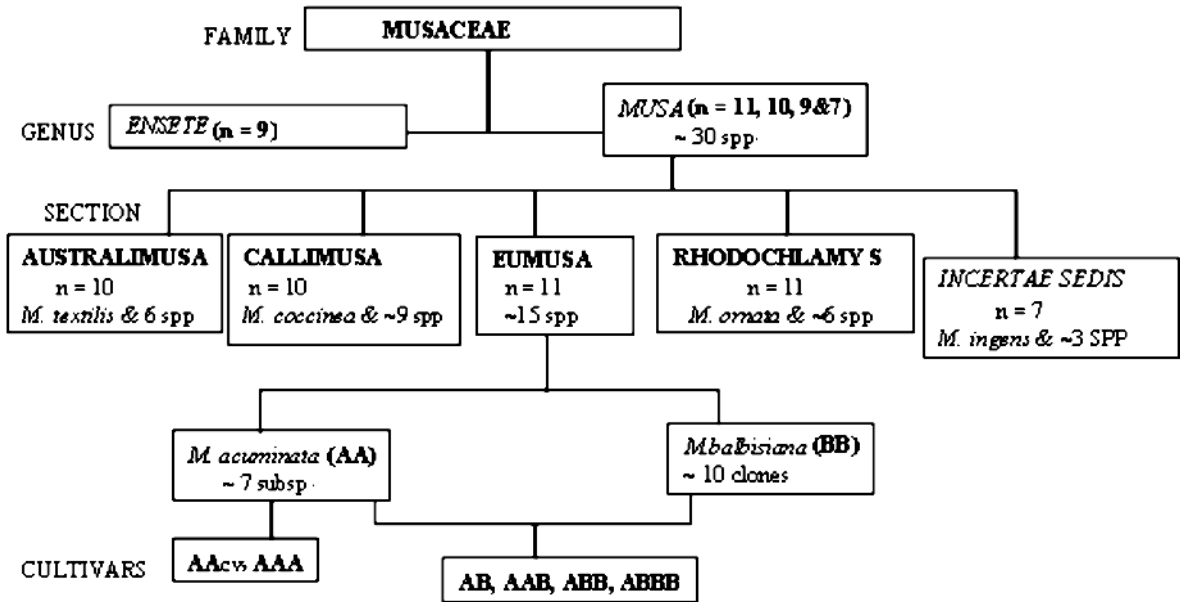 FAMILY
MUSACEAE
GENUS
ENSETE (n = 9)
MUSA (n = 11, 10, 9&7)
~ 30 spp.
SECTION
AUSTRALIMUSA
n = 10
M. textilis & 6 spp
CALLIMUSA
n = 10
M. coccinea & ~9 spp
EUMUSA
n = 11
~15 spp
RHODOCHLAMY S
n = 11
M. ornata & ~6 spp
INCERTAE SEDIS
n = 7
M. ingens & ~3 SPP
M. acuminata (AA)
~ 7 subsp.
M.balbisiana (BB)
~ 10 clones
CULTIVARS
AAcvs AAA
AB, AAB, ABB, ABBB